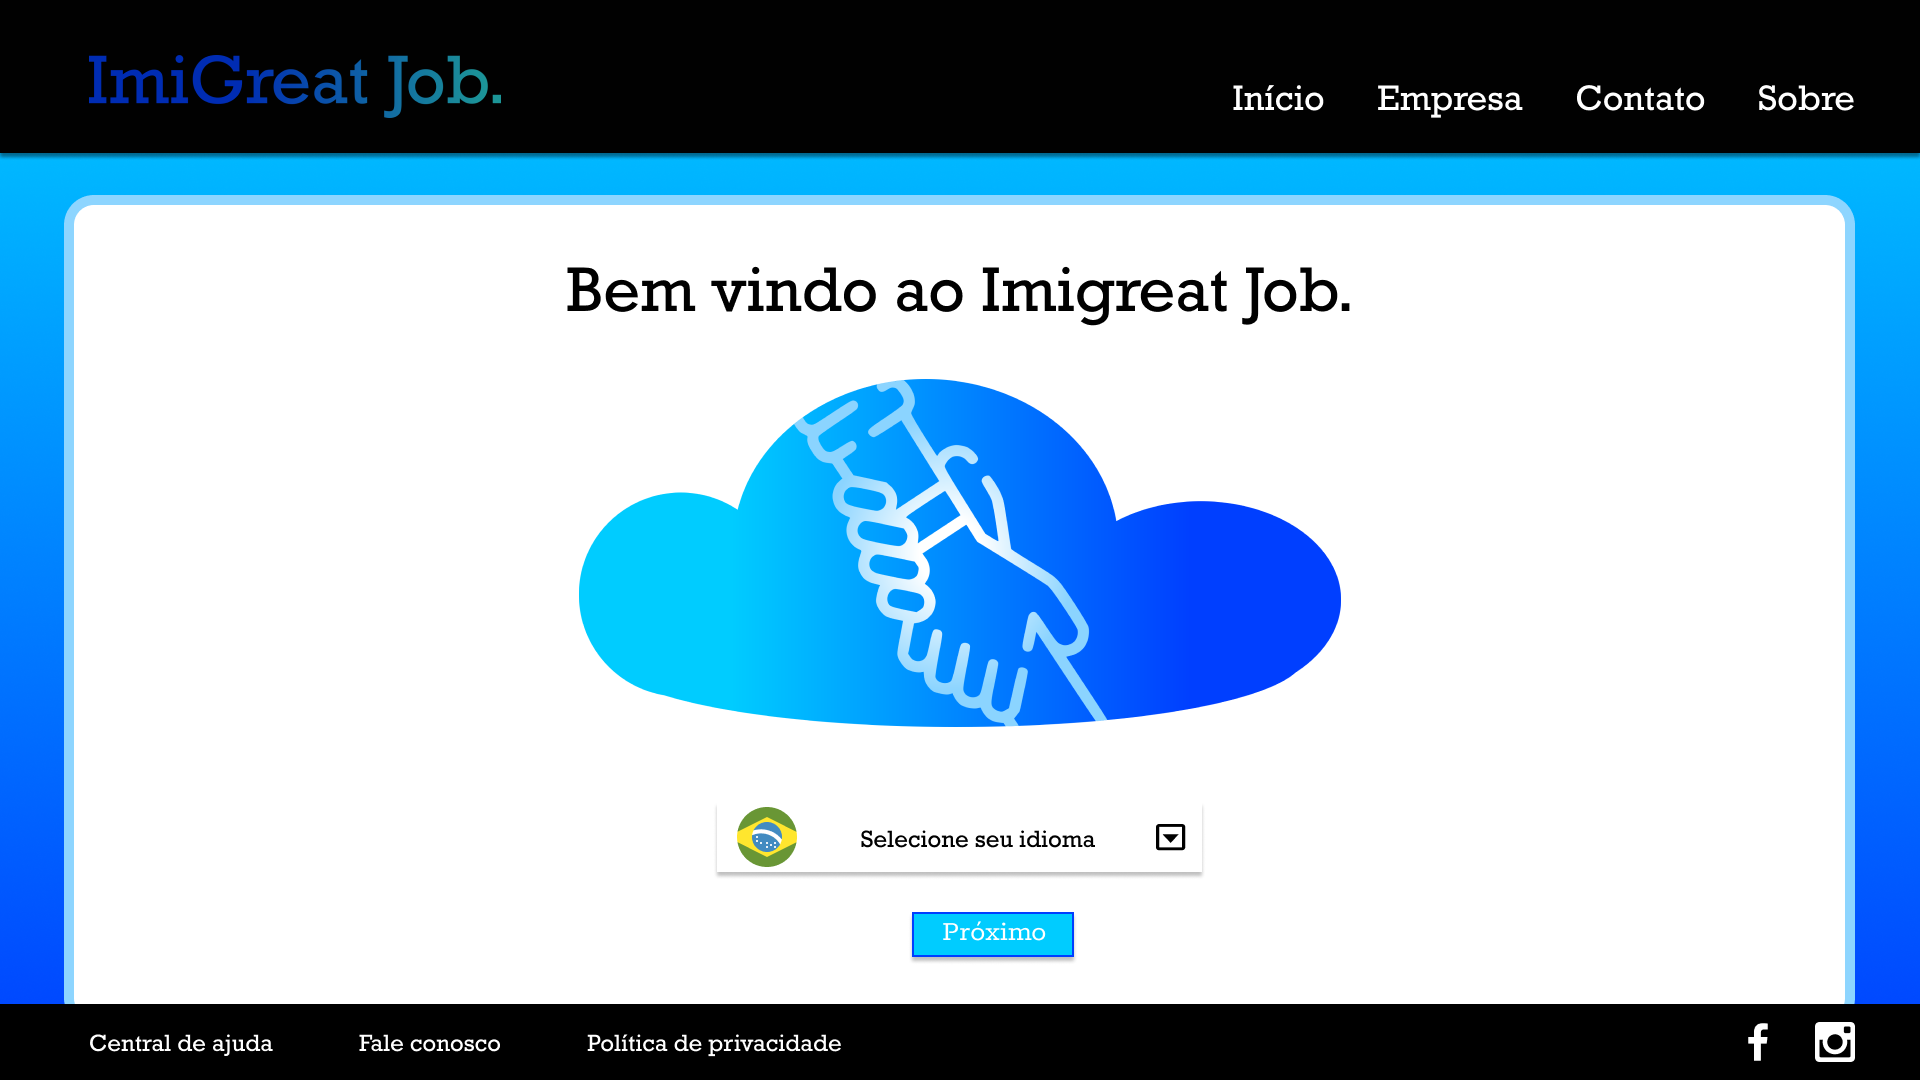 ImiGreat Job.
Início Empresa Contato Sobre
Bem vindo ao Imigreat Job.
Selecione seu idioma
Próximo
Central de ajuda Fale conosco Política de privacidade